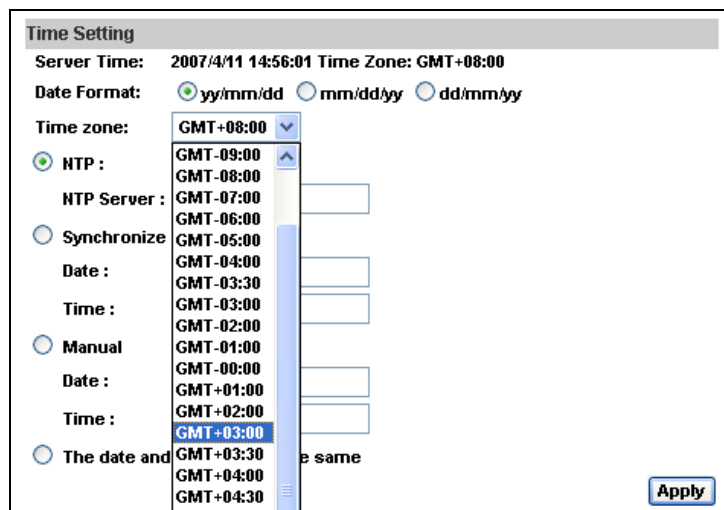 Time Setting
Server Time: 2007/4/11 14:56:01 Time Zone: GMT+08:00
Date Format: yy/mm/dd mm/dd/yy dd/mm/yy
Time zone: GMT+08:00
GMT-09:00
NTP :
GMT-08:00
NTP Server : GMT-07:00
GMT-06:00
Synchronize GMT-05:00
GMT-04:00
Date :
GMT-03:30
Time : GMT-03:00
GMT-02:00
Manual GMT-01:00
GMT-00:00
Date :
GMT+01:00
Time : GMT+02:00
GMT+03:00
The date and GMT+03:30 e same
GMT+04:00
GMT+04:30
Apply